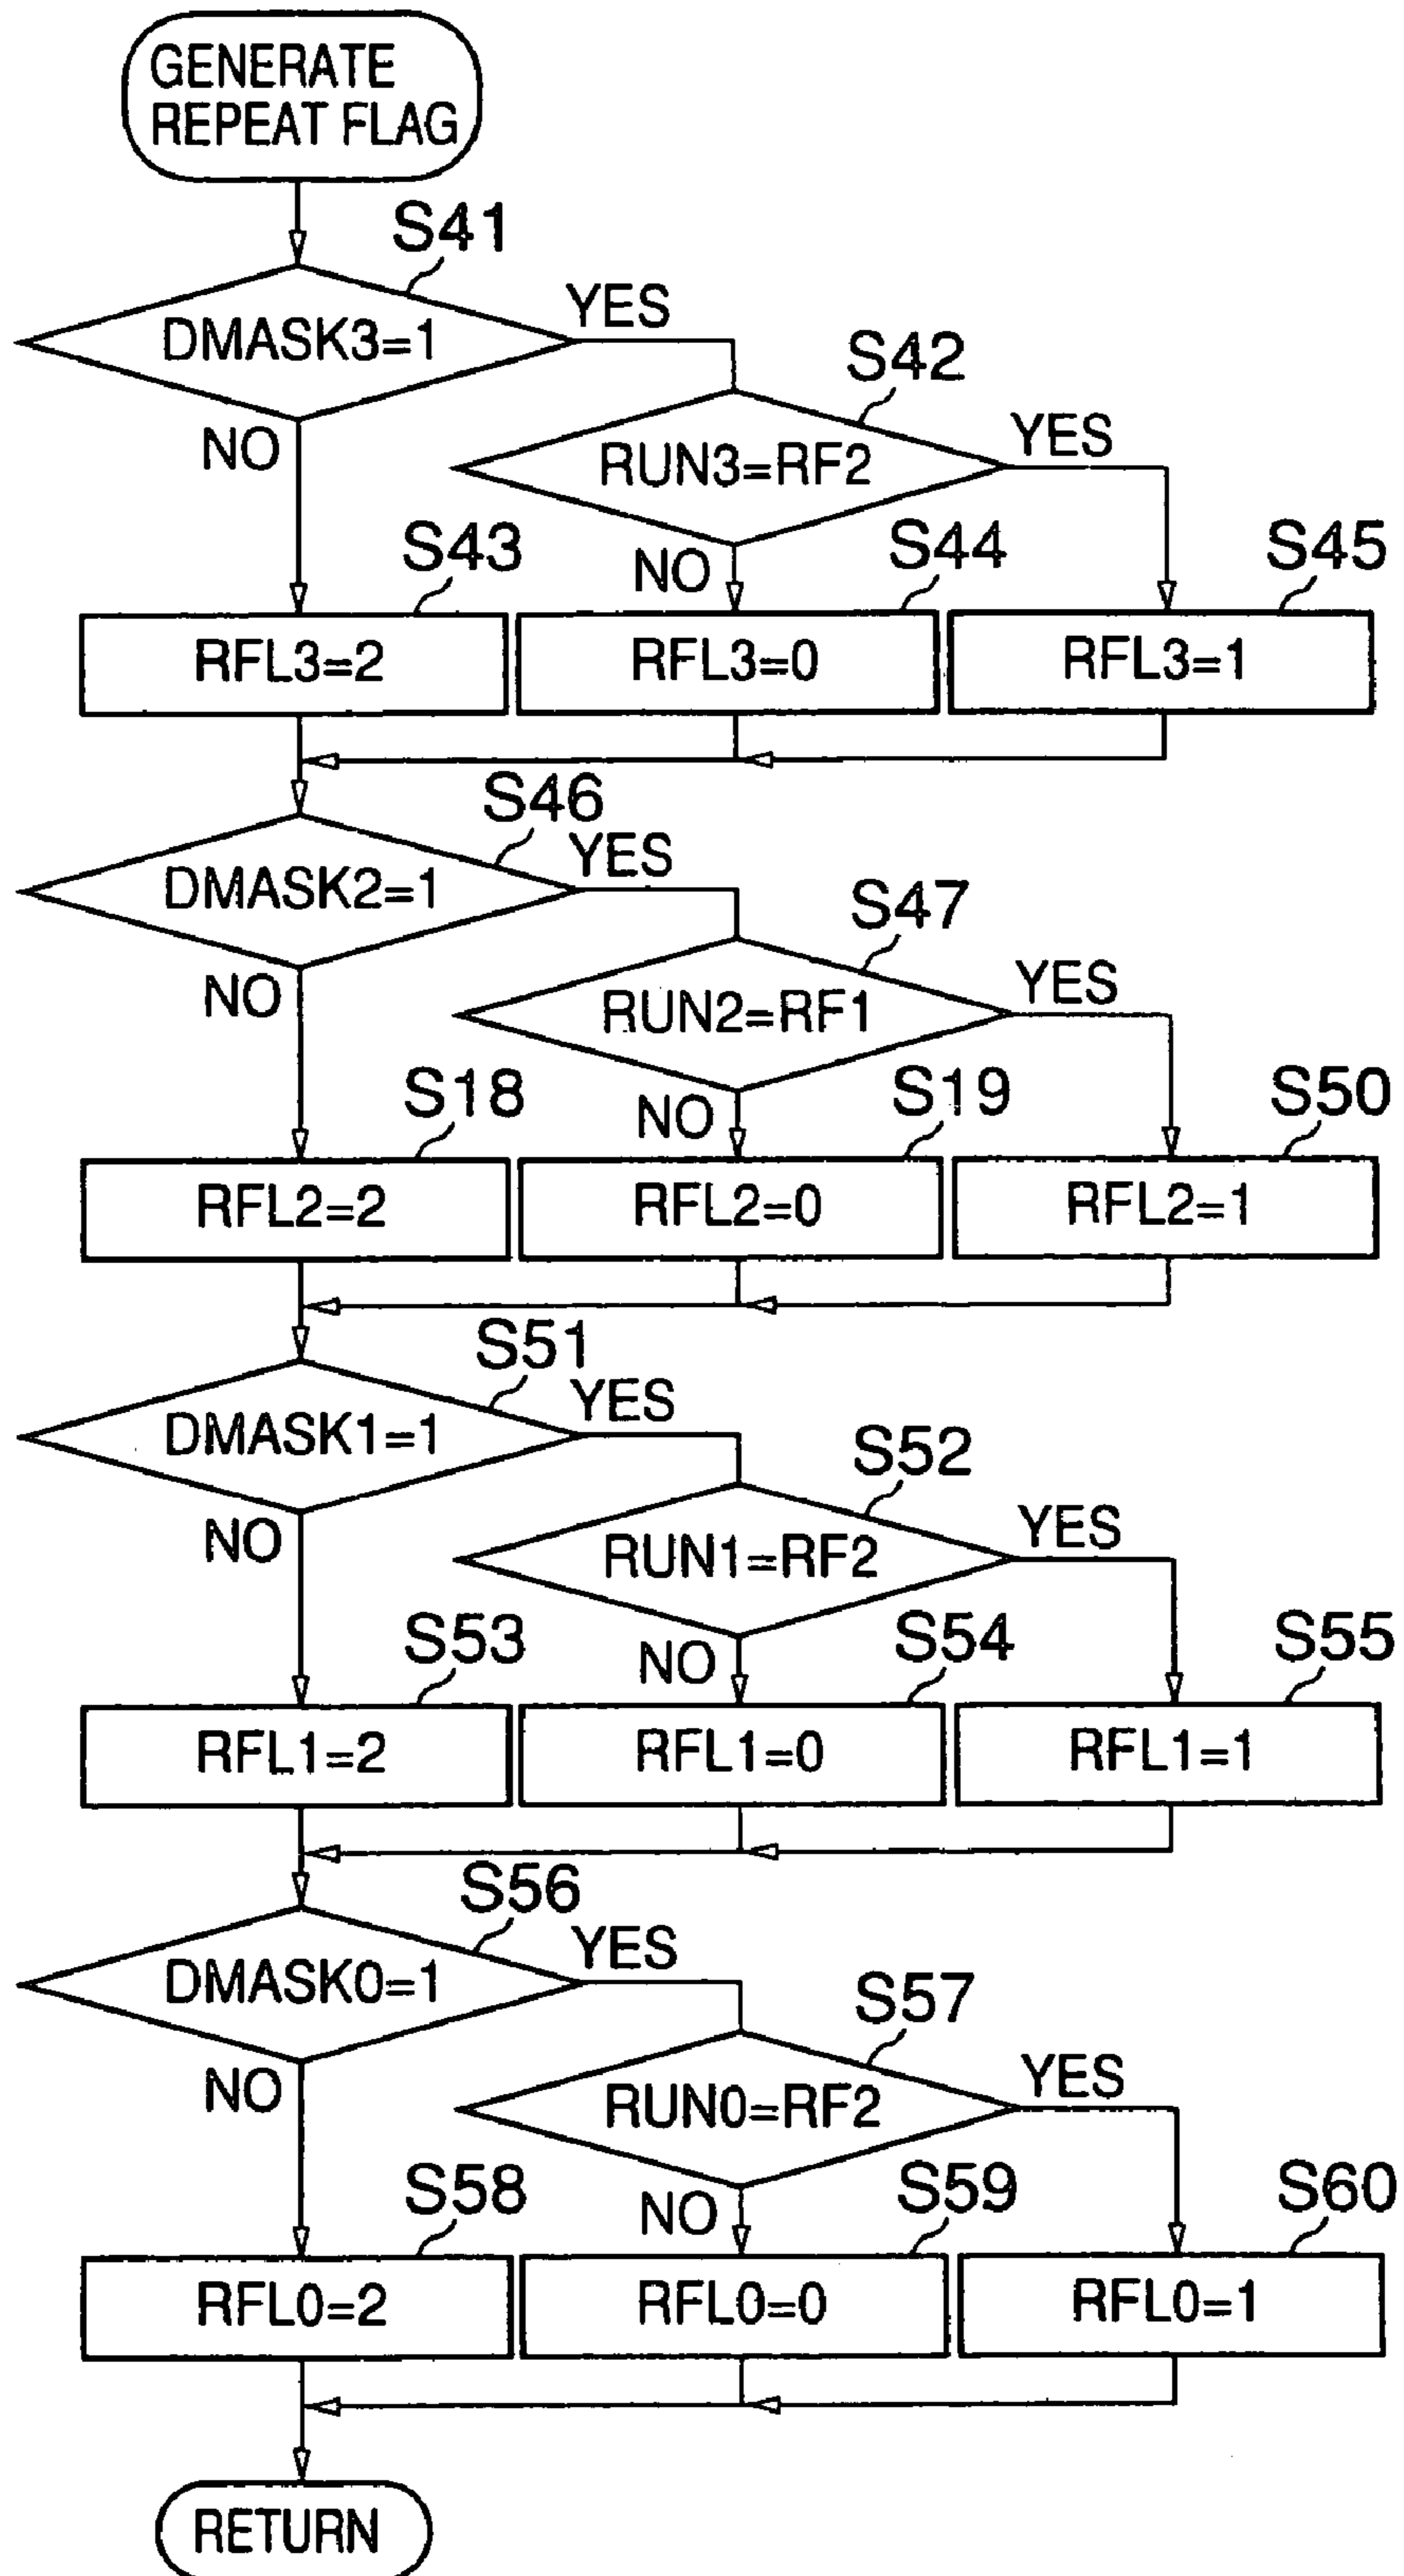 GENERATE
REPEAT FLAG
S41
DMASK3=1
YES
NO
S42
RUN3=RF2
YES
NO
S43
S44
S45
RFL3=2
RFL3=0
RFL3=1
S46
DMASK2=1
YES
NO
S47
RUN2=RF1
YES
NO
S18
S19
S50
RFL2=2
RFL2=0
RFL2=1
S51
DMASK1=1
YES
NO
S52
RUN1=RF2
YES
NO
S53
S54
S55
RFL1=2
RFL1=0
RFL1=1
S56
DMASK0=1
YES
NO
S57
RUN0=RF2
YES
NO
S58
S59
S60
RFL0=2
RFL0=0
RFL0=1
RETURN